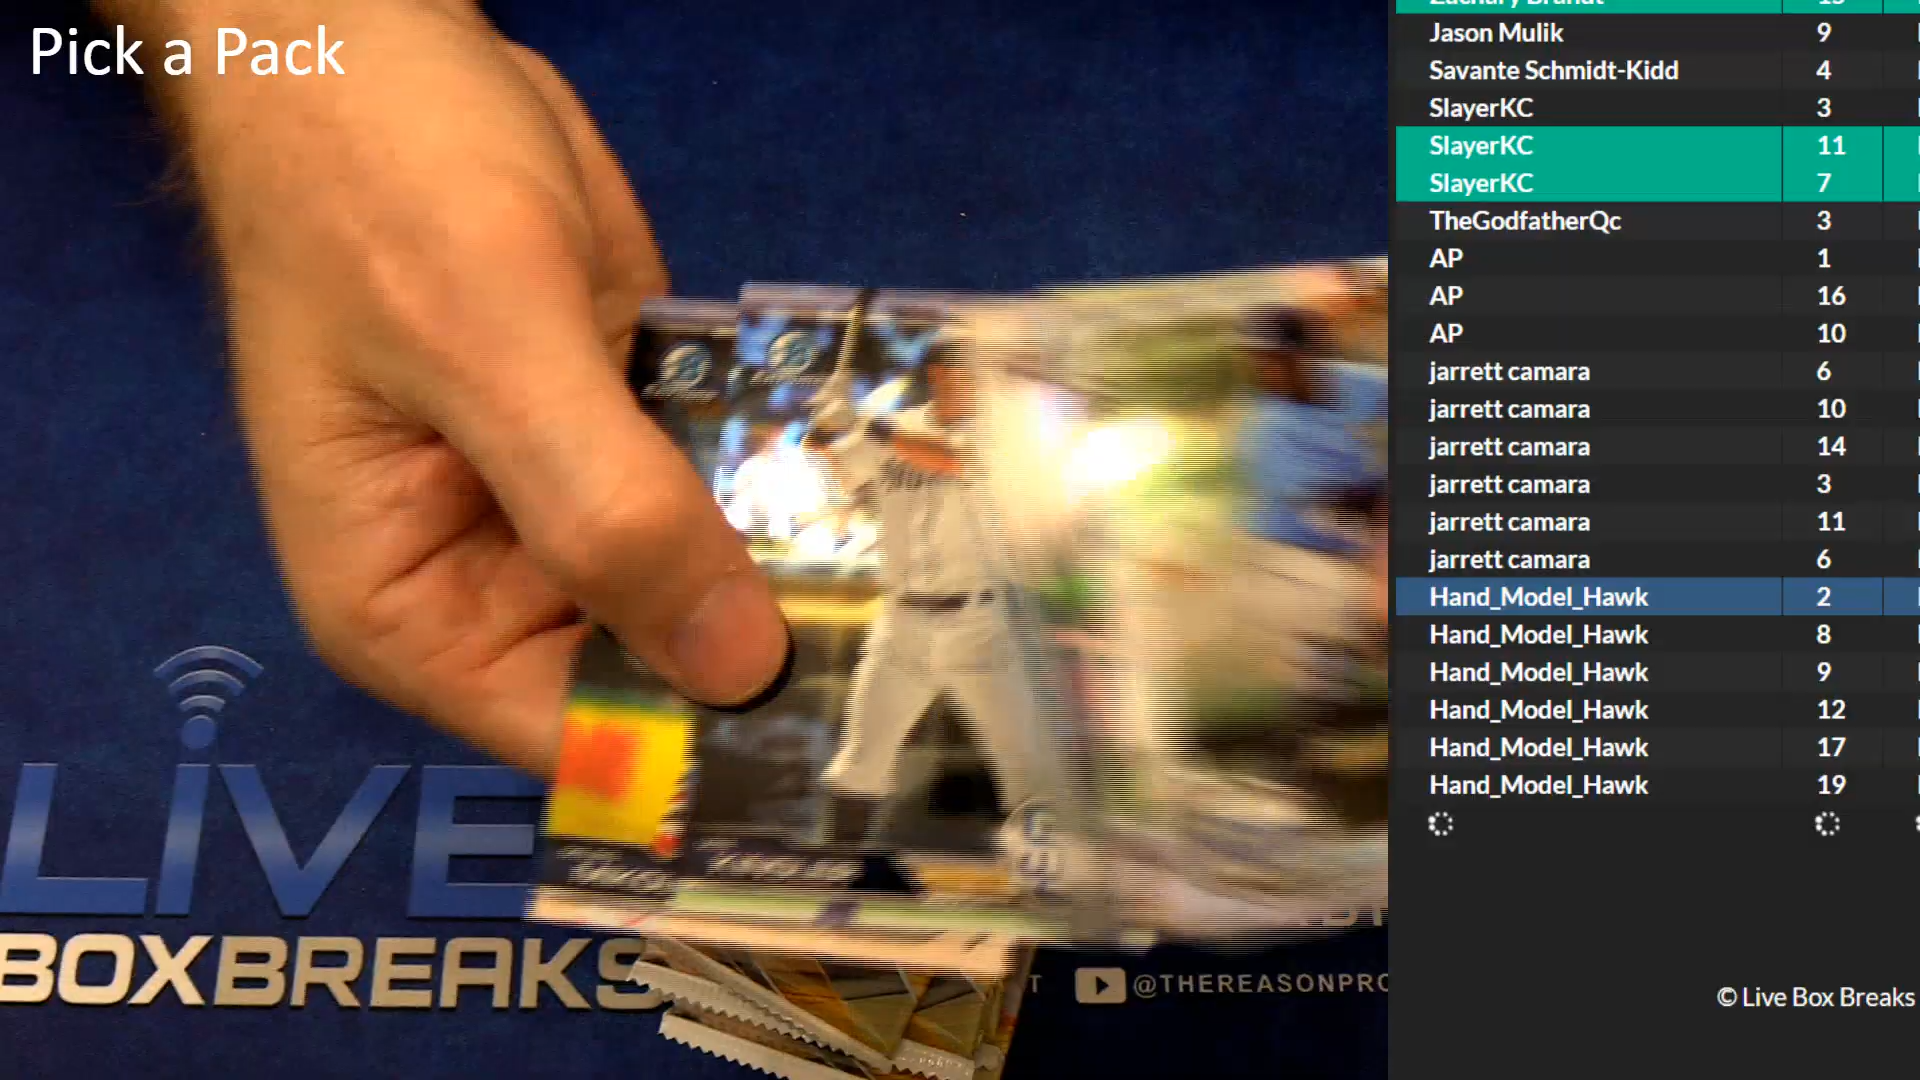 Pick a Pack
Zachary Brandt 13
Jason Mulik 9
Savante Schmidt-Kidd 4
SlayerKC 3
SlayerKC 11
SlayerKC 7
TheGodfatherQc 3
AP 1
AP 16
AP 10
jarrett camara 6
jarrett camara 10
jarrett camara 14
jarrett camara 3
jarrett camara 11
jarrett camara 6
Hand_Model_Hawk 2
Hand_Model_Hawk 8
Hand_Model_Hawk 9
Hand_Model_Hawk 12
Hand_Model_Hawk 17
Hand_Model_Hawk 19
LIVE
BOXBREAKS
@THEREASONPRO
© Live Box Breaks